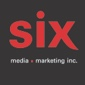 six
media + marketing inc.